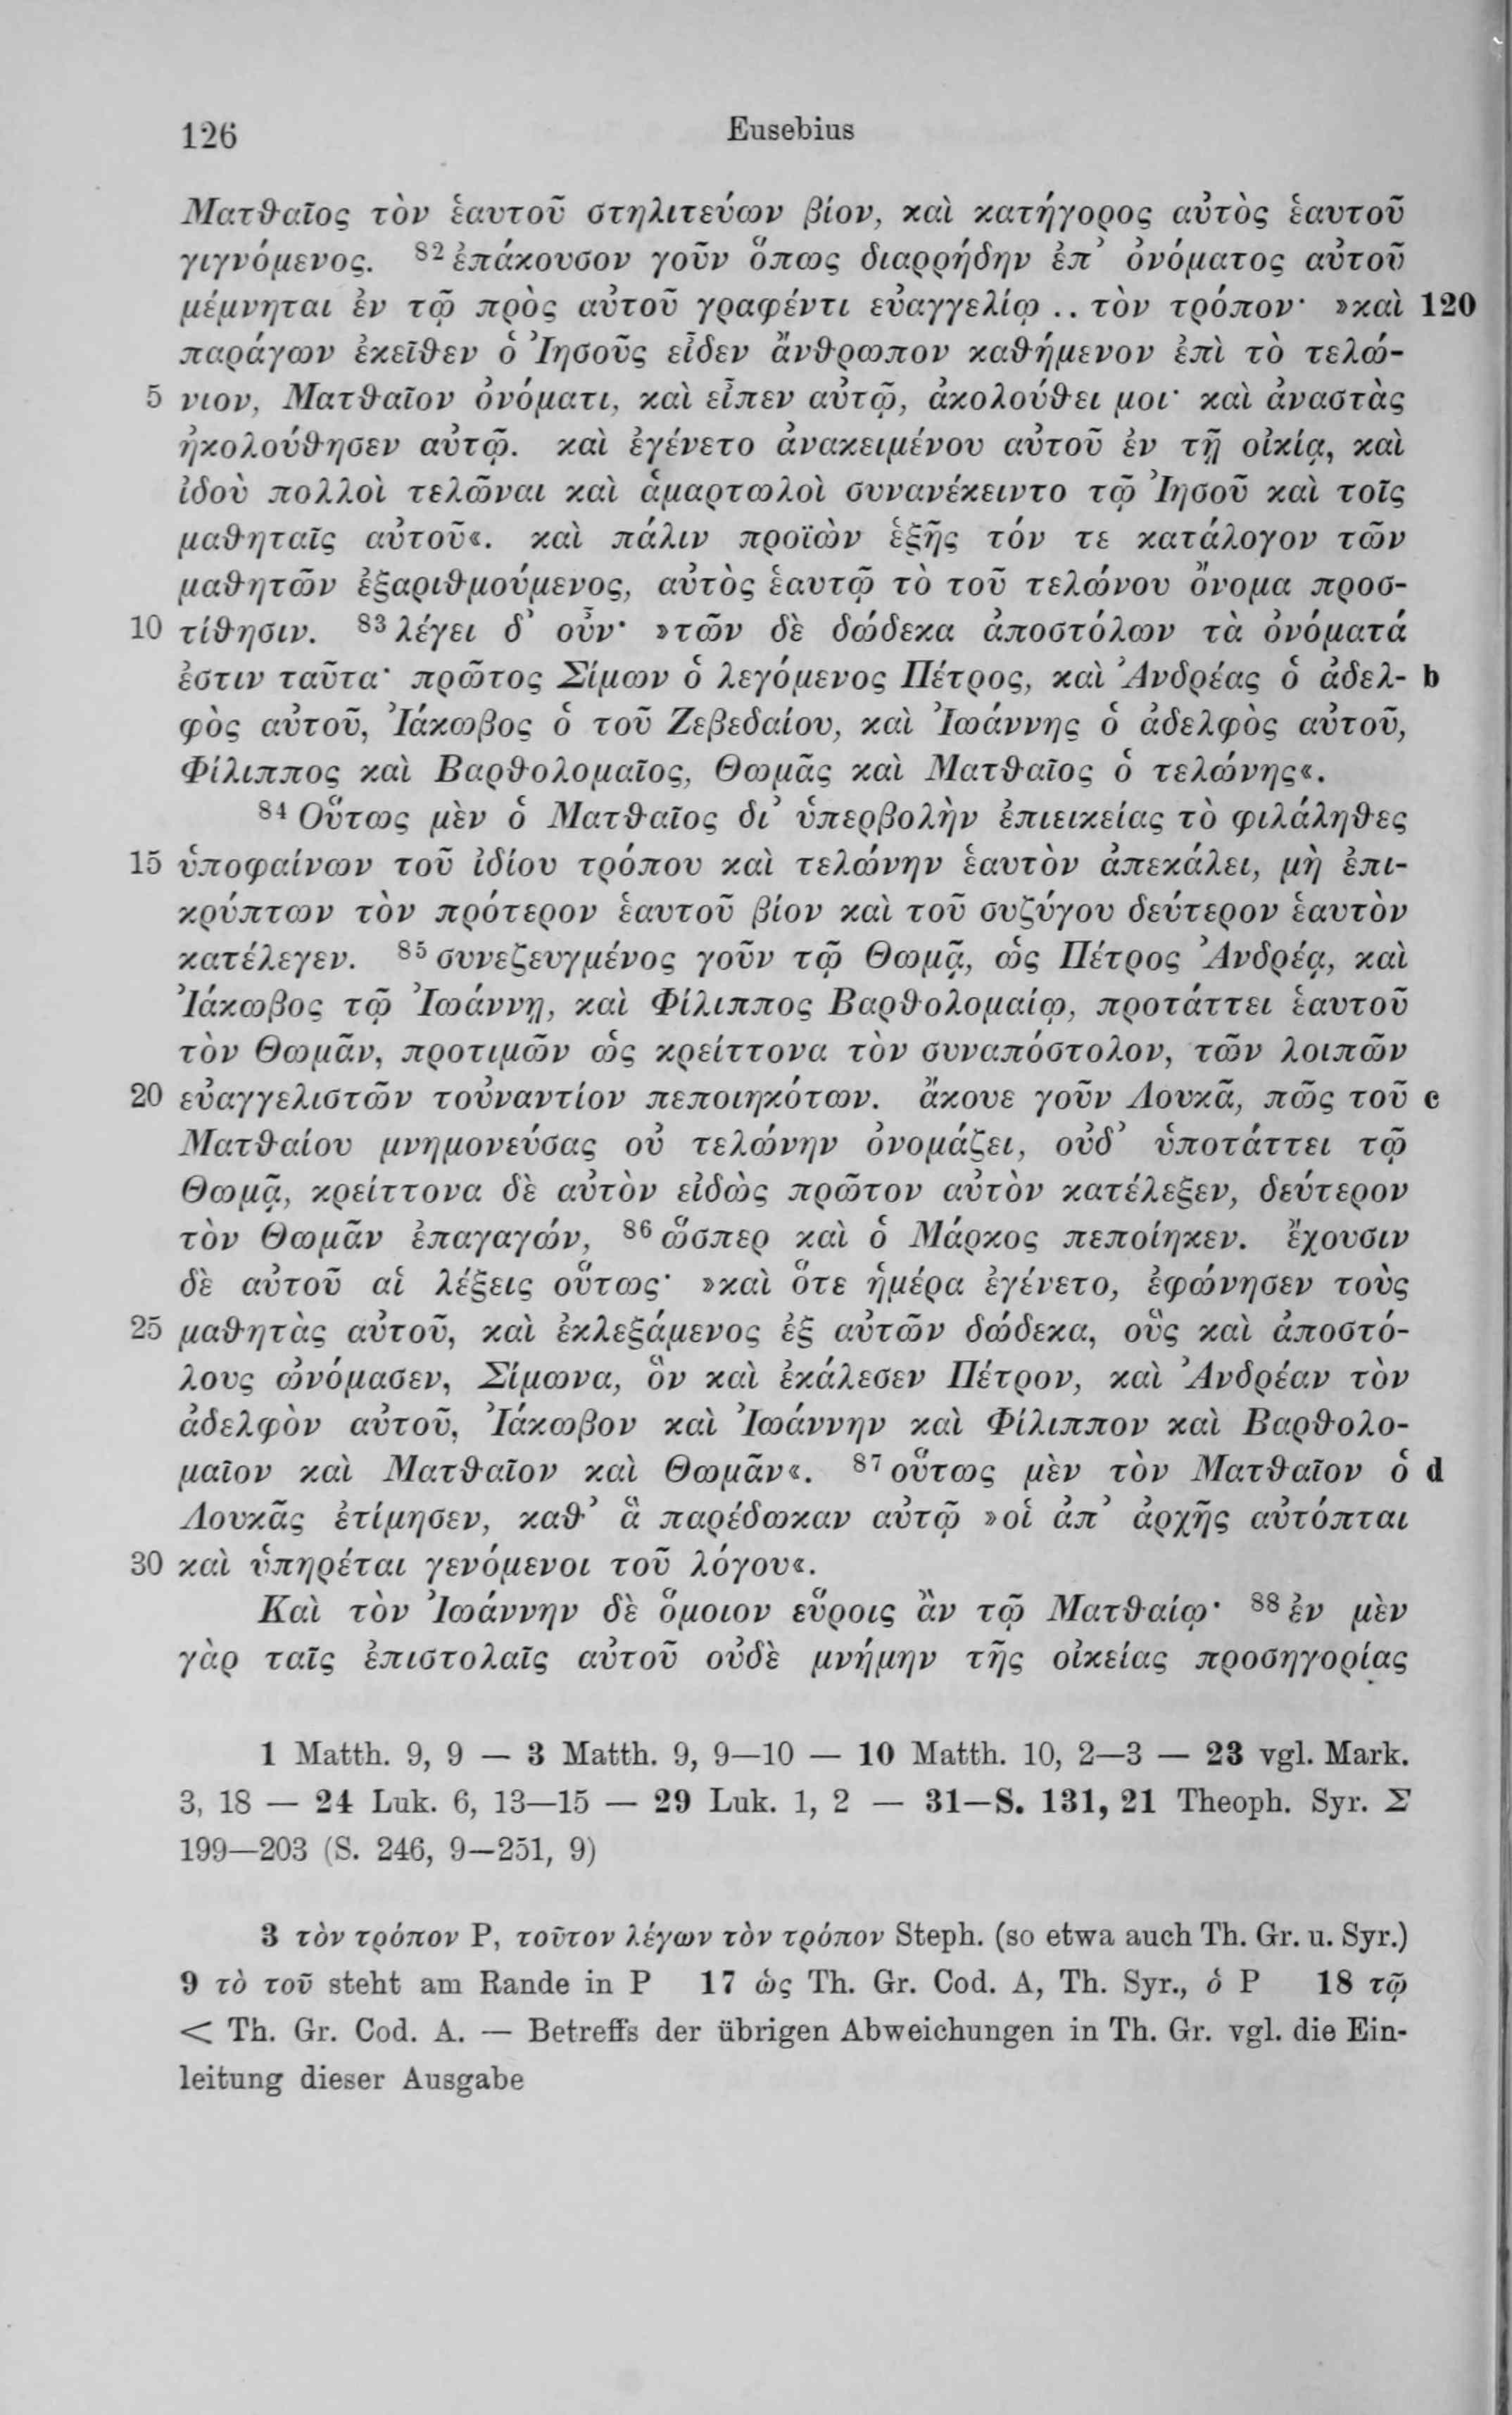 126 Eusebius
Ματθαῖος τὸν ἑαυτοῦ στηλιτεύων βίον, καὶ κατήγορος αὐτὸς ἑαυτοῦ
γιγνόμενος. ⁸² ἐπάκουσον γοῦν ὅπως διαρρήδην ἐπ᾽ ὀνόματος αὐτοῦ
μέμνηται ἐν τῷ πρὸς αὐτοῦ γραφέντι εὐαγγελίῳ .. τὸν τρόπον· »καὶ 120
παράγων ἐκεῖθεν ὁ Ἰησοῦς εἶδεν ἄνθρωπον καθήμενον ἐπὶ τὸ τελώ-
5 νιον, Ματθαῖον ὀνόματι, καὶ εἶπεν αὐτῷ, ἀκολούθει μοι· καὶ ἀναστὰς
ἠκολούθησεν αὐτῷ. καὶ ἐγένετο ἀνακειμένου αὐτοῦ ἐν τῇ οἰκίᾳ, καὶ
ἰδοὺ πολλοὶ τελῶναι καὶ ἁμαρτωλοὶ συνανέκειντο τῷ Ἰησοῦ καὶ τοῖς
μαθηταῖς αὐτοῦ«. καὶ πάλιν προϊὼν ἑξῆς τόν τε κατάλογον τῶν
μαθητῶν ἐξαριθμούμενος, αὐτὸς ἑαυτῷ τὸ τοῦ τελώνου ὄνομα προσ-
10 τίθησιν. ⁸³ λέγει δ᾽ οὖν· »τῶν δὲ δώδεκα ἀποστόλων τὰ ὀνόματά
ἐστιν ταῦτα· πρῶτος Σίμων ὁ λεγόμενος Πέτρος, καὶ Ἀνδρέας ὁ ἀδελ- b
φὸς αὐτοῦ, Ἰάκωβος ὁ τοῦ Ζεβεδαίου, καὶ Ἰωάννης ὁ ἀδελφὸς αὐτοῦ,
Φίλιππος καὶ Βαρθολομαῖος, Θωμᾶς καὶ Ματθαῖος ὁ τελώνης«.
⁸⁴ Οὕτως μὲν ὁ Ματθαῖος δι᾽ ὑπερβολὴν ἐπιεικείας τὸ φιλάληθες
15 ὑποφαίνων τοῦ ἰδίου τρόπου καὶ τελώνην ἑαυτὸν ἀπεκάλει, μὴ ἐπι-
κρύπτων τὸν πρότερον ἑαυτοῦ βίον καὶ τοῦ συζύγου δεύτερον ἑαυτὸν
κατέλεγεν. ⁸⁵ συνεζευγμένος γοῦν τῷ Θωμᾷ, ὡς Πέτρος Ἀνδρέᾳ, καὶ
Ἰάκωβος τῷ Ἰωάννῃ, καὶ Φίλιππος Βαρθολομαίῳ, προτάττει ἑαυτοῦ
τὸν Θωμᾶν, προτιμῶν ὡς κρείττονα τὸν συναπόστολον, τῶν λοιπῶν
20 εὐαγγελιστῶν τοὐναντίον πεποιηκότων. ἄκουε γοῦν Λουκᾶ, πῶς τοῦ c
Ματθαίου μνημονεύσας οὐ τελώνην ὀνομάζει, οὐδ᾽ ὑποτάττει τῷ
Θωμᾷ, κρείττονα δὲ αὐτὸν εἰδὼς πρῶτον αὐτὸν κατέλεξεν, δεύτερον
τὸν Θωμᾶν ἐπαγαγών, ⁸⁶ ὥσπερ καὶ ὁ Μάρκος πεποίηκεν. ἔχουσιν
δὲ αὐτοῦ αἱ λέξεις οὕτως· »καὶ ὅτε ἡμέρα ἐγένετο, ἐφώνησεν τοὺς
25 μαθητὰς αὐτοῦ, καὶ ἐκλεξάμενος ἐξ αὐτῶν δώδεκα, οὓς καὶ ἀποστό-
λους ὠνόμασεν, Σίμωνα, ὃν καὶ ἐκάλεσεν Πέτρον, καὶ Ἀνδρέαν τὸν
ἀδελφὸν αὐτοῦ, Ἰάκωβον καὶ Ἰωάννην καὶ Φίλιππον καὶ Βαρθολο-
μαῖον καὶ Ματθαῖον καὶ Θωμᾶν«. ⁸⁷ οὕτως μὲν τὸν Ματθαῖον ὁ d
Λουκᾶς ἐτίμησεν, καθ᾽ ἃ παρέδωκαν αὐτῷ »οἱ ἀπ᾽ ἀρχῆς αὐτόπται
30 καὶ ὑπηρέται γενόμενοι τοῦ λόγου«.
Καὶ τὸν Ἰωάννην δὲ ὅμοιον εὕροις ἂν τῷ Ματθαίῳ· ⁸⁸ ἐν μὲν
γὰρ ταῖς ἐπιστολαῖς αὐτοῦ οὐδὲ μνήμην τῆς οἰκείας προσηγορίας
1 Matth. 9, 9 — 3 Matth. 9, 9—10 — 10 Matth. 10, 2—3 — 23 vgl. Mark.
3, 18 — 24 Luk. 6, 13—15 — 29 Luk. 1, 2 — 31—S. 131, 21 Theoph. Syr. Σ
199—203 (S. 246, 9—251, 9)
3 τὸν τρόπον P, τοῦτον λέγων τὸν τρόπον Steph. (so etwa auch Th. Gr. u. Syr.)
9 τὸ τοῦ steht am Rande in P 17 ὡς Th. Gr. Cod. A, Th. Syr., ὁ P 18 τῷ
< Th. Gr. Cod. A. — Betreffs der übrigen Abweichungen in Th. Gr. vgl. die Ein-
leitung dieser Ausgabe